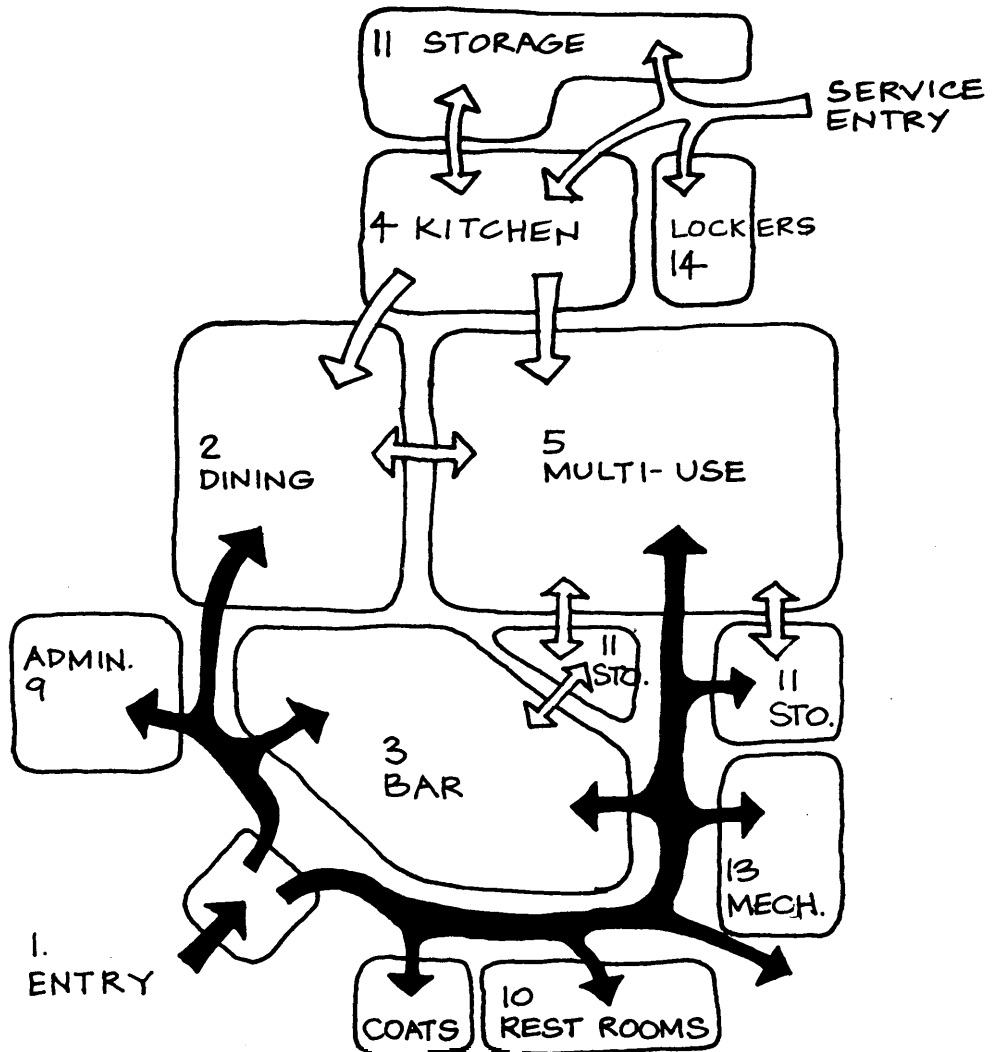 11 STORAGE
SERVICE
ENTRY
4 KITCHEN
LOCKERS
14
2
DINING
5
MULTI-USE
ADMIN.
9
11
STO.
11
STO.
3
BAR
13
MECH.
1.
ENTRY
COATS
10
REST ROOMS